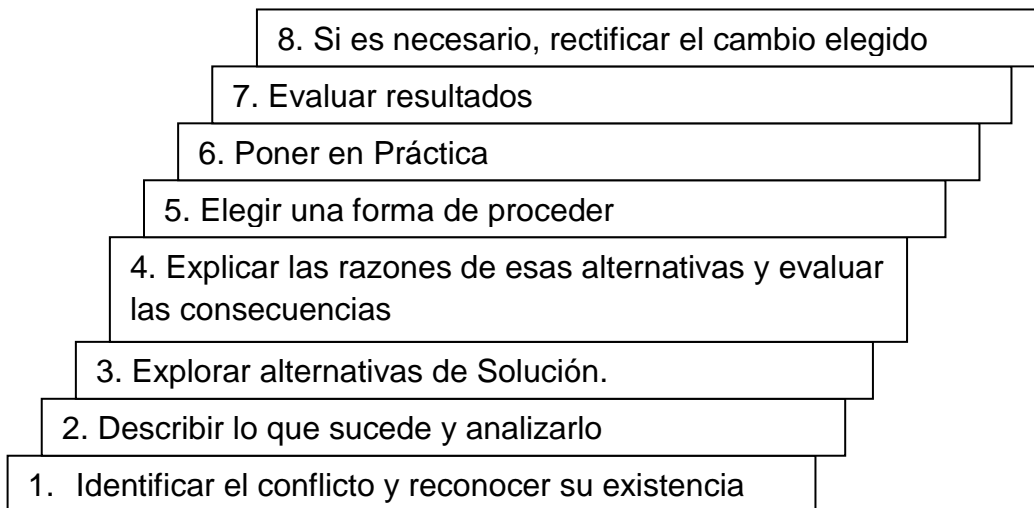 8. Si es necesario, rectificar el cambio elegido
7. Evaluar resultados
6. Poner en Práctica
5. Elegir una forma de proceder
4. Explicar las razones de esas alternativas y evaluar
las consecuencias
3. Explorar alternativas de Solución.
2. Describir lo que sucede y analizarlo
1. Identificar el conflicto y reconocer su existencia